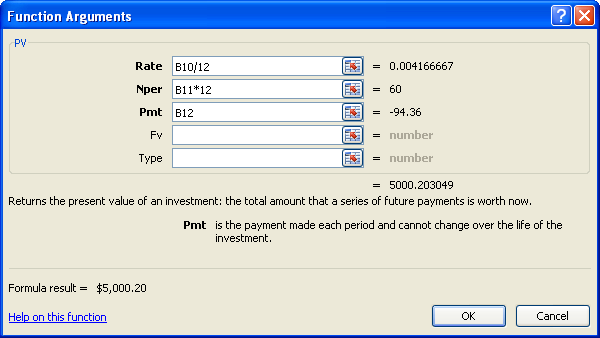 Function Arguments
PV
Rate B10/12 = 0.004166667
Nper B11*12 = 60
Pmt B12 = -94.36
Fv = number
Type = number
= 5000.203049
Returns the present value of an investment: the total amount that a series of future payments is worth now.
Pmt is the payment made each period and cannot change over the life of the
investment.
Formula result = $5,000.20
Help on this function OK Cancel